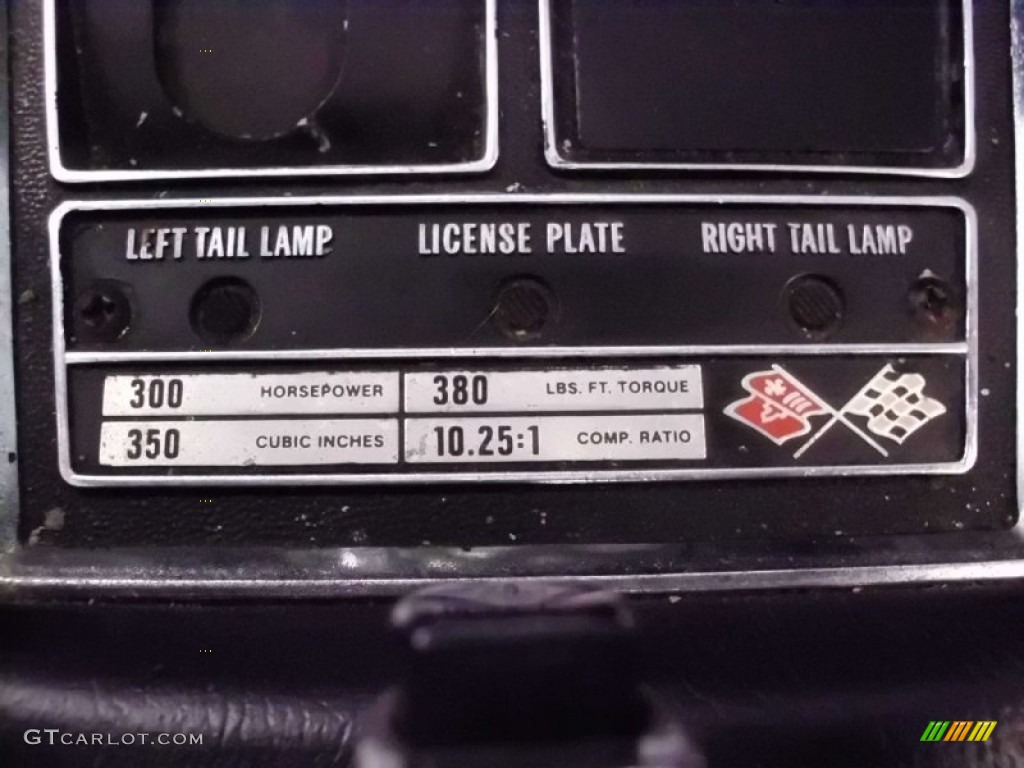 LEFT TAIL LAMP LICENSE PLATE RIGHT TAIL LAMP
300 HORSEPOWER 380 LBS. FT. TORQUE
350 CUBIC INCHES 10.25:1 COMP. RATIO
GTCARLOT.COM